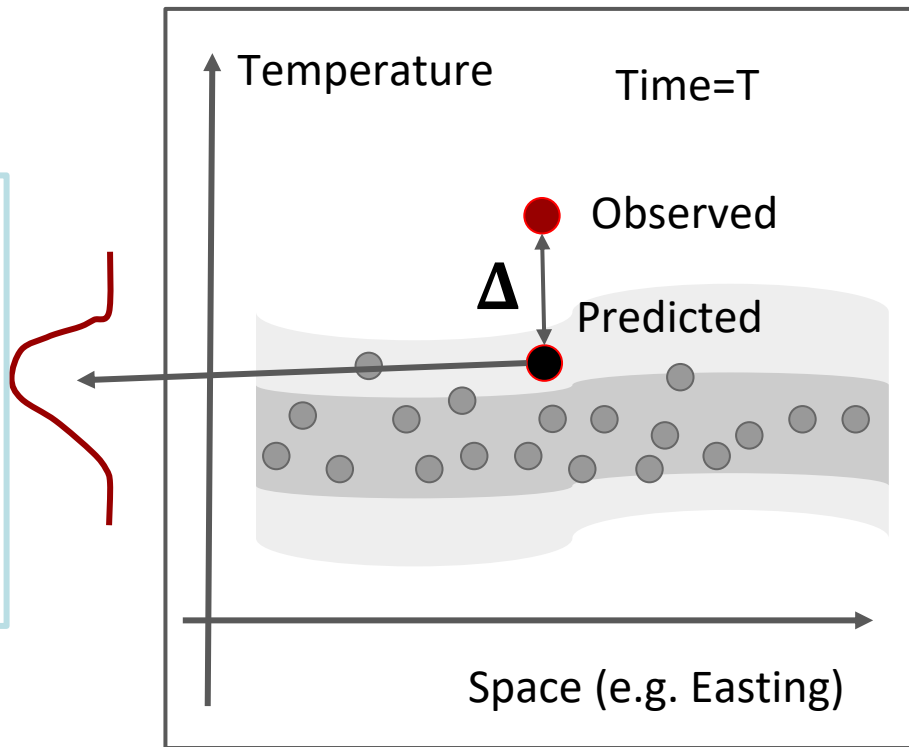 Temperature
Time=T
Observed
Δ
Predicted
Space (e.g. Easting)